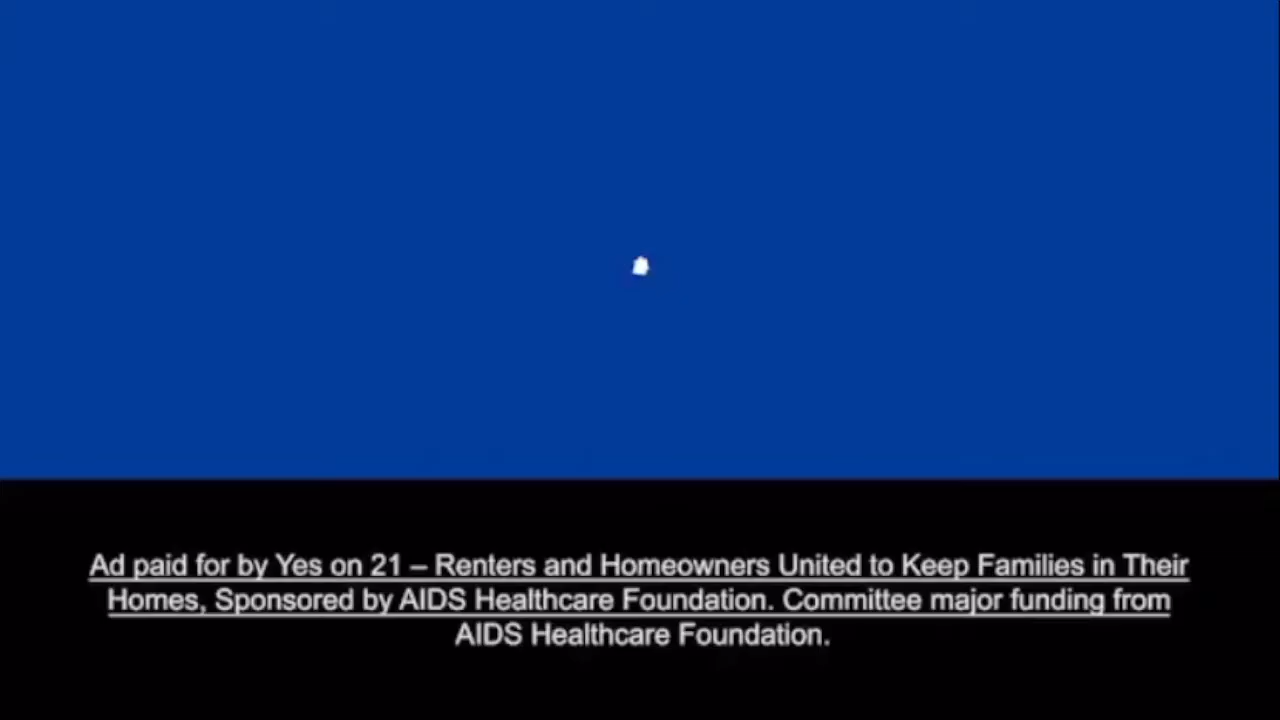 Ad paid for by Yes on 21 – Renters and Homeowners United to Keep Families in Their
Homes, Sponsored by AIDS Healthcare Foundation. Committee major funding from
AIDS Healthcare Foundation.